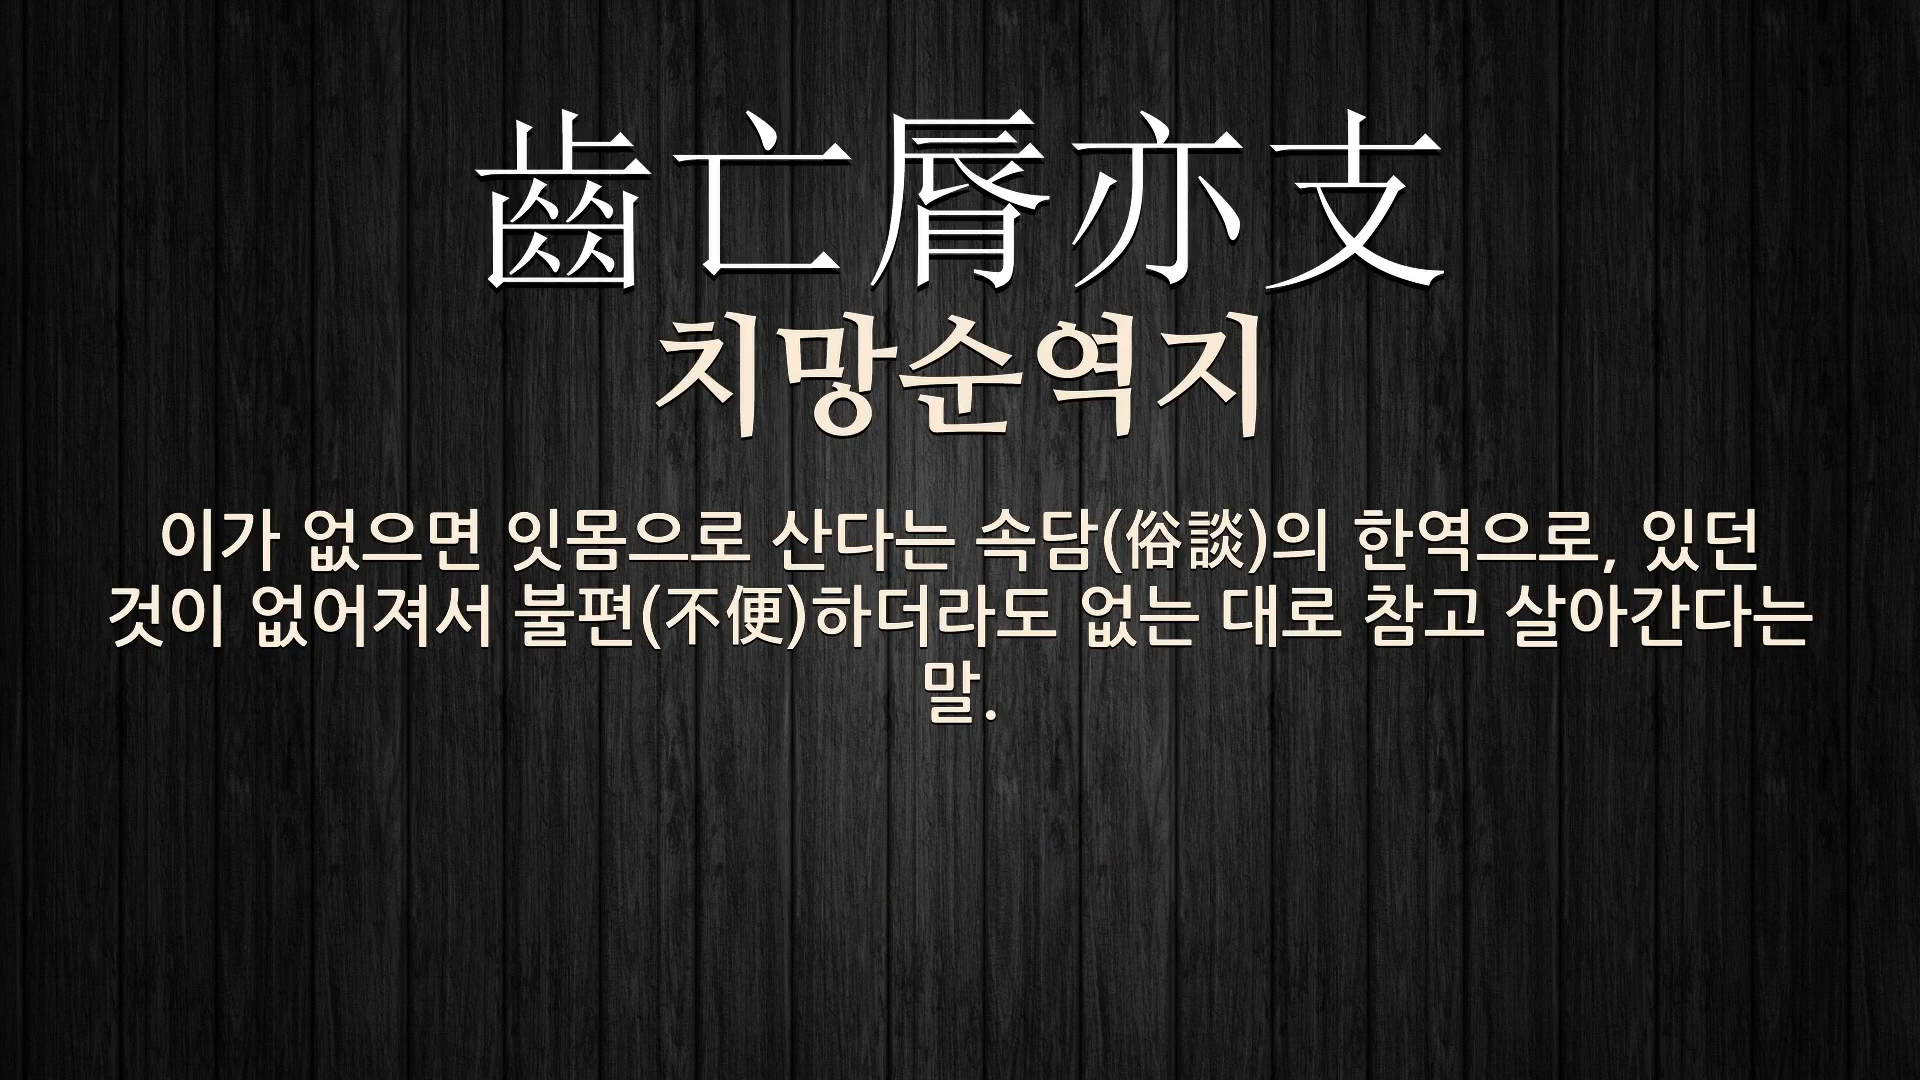 齒亡脣亦支
치망순역지
이가 없으면 잇몸으로 산다는 속담(俗談)의 한역으로, 있던
것이 없어져서 불편(不便)하더라도 없는 대로 참고 살아간다는
말.